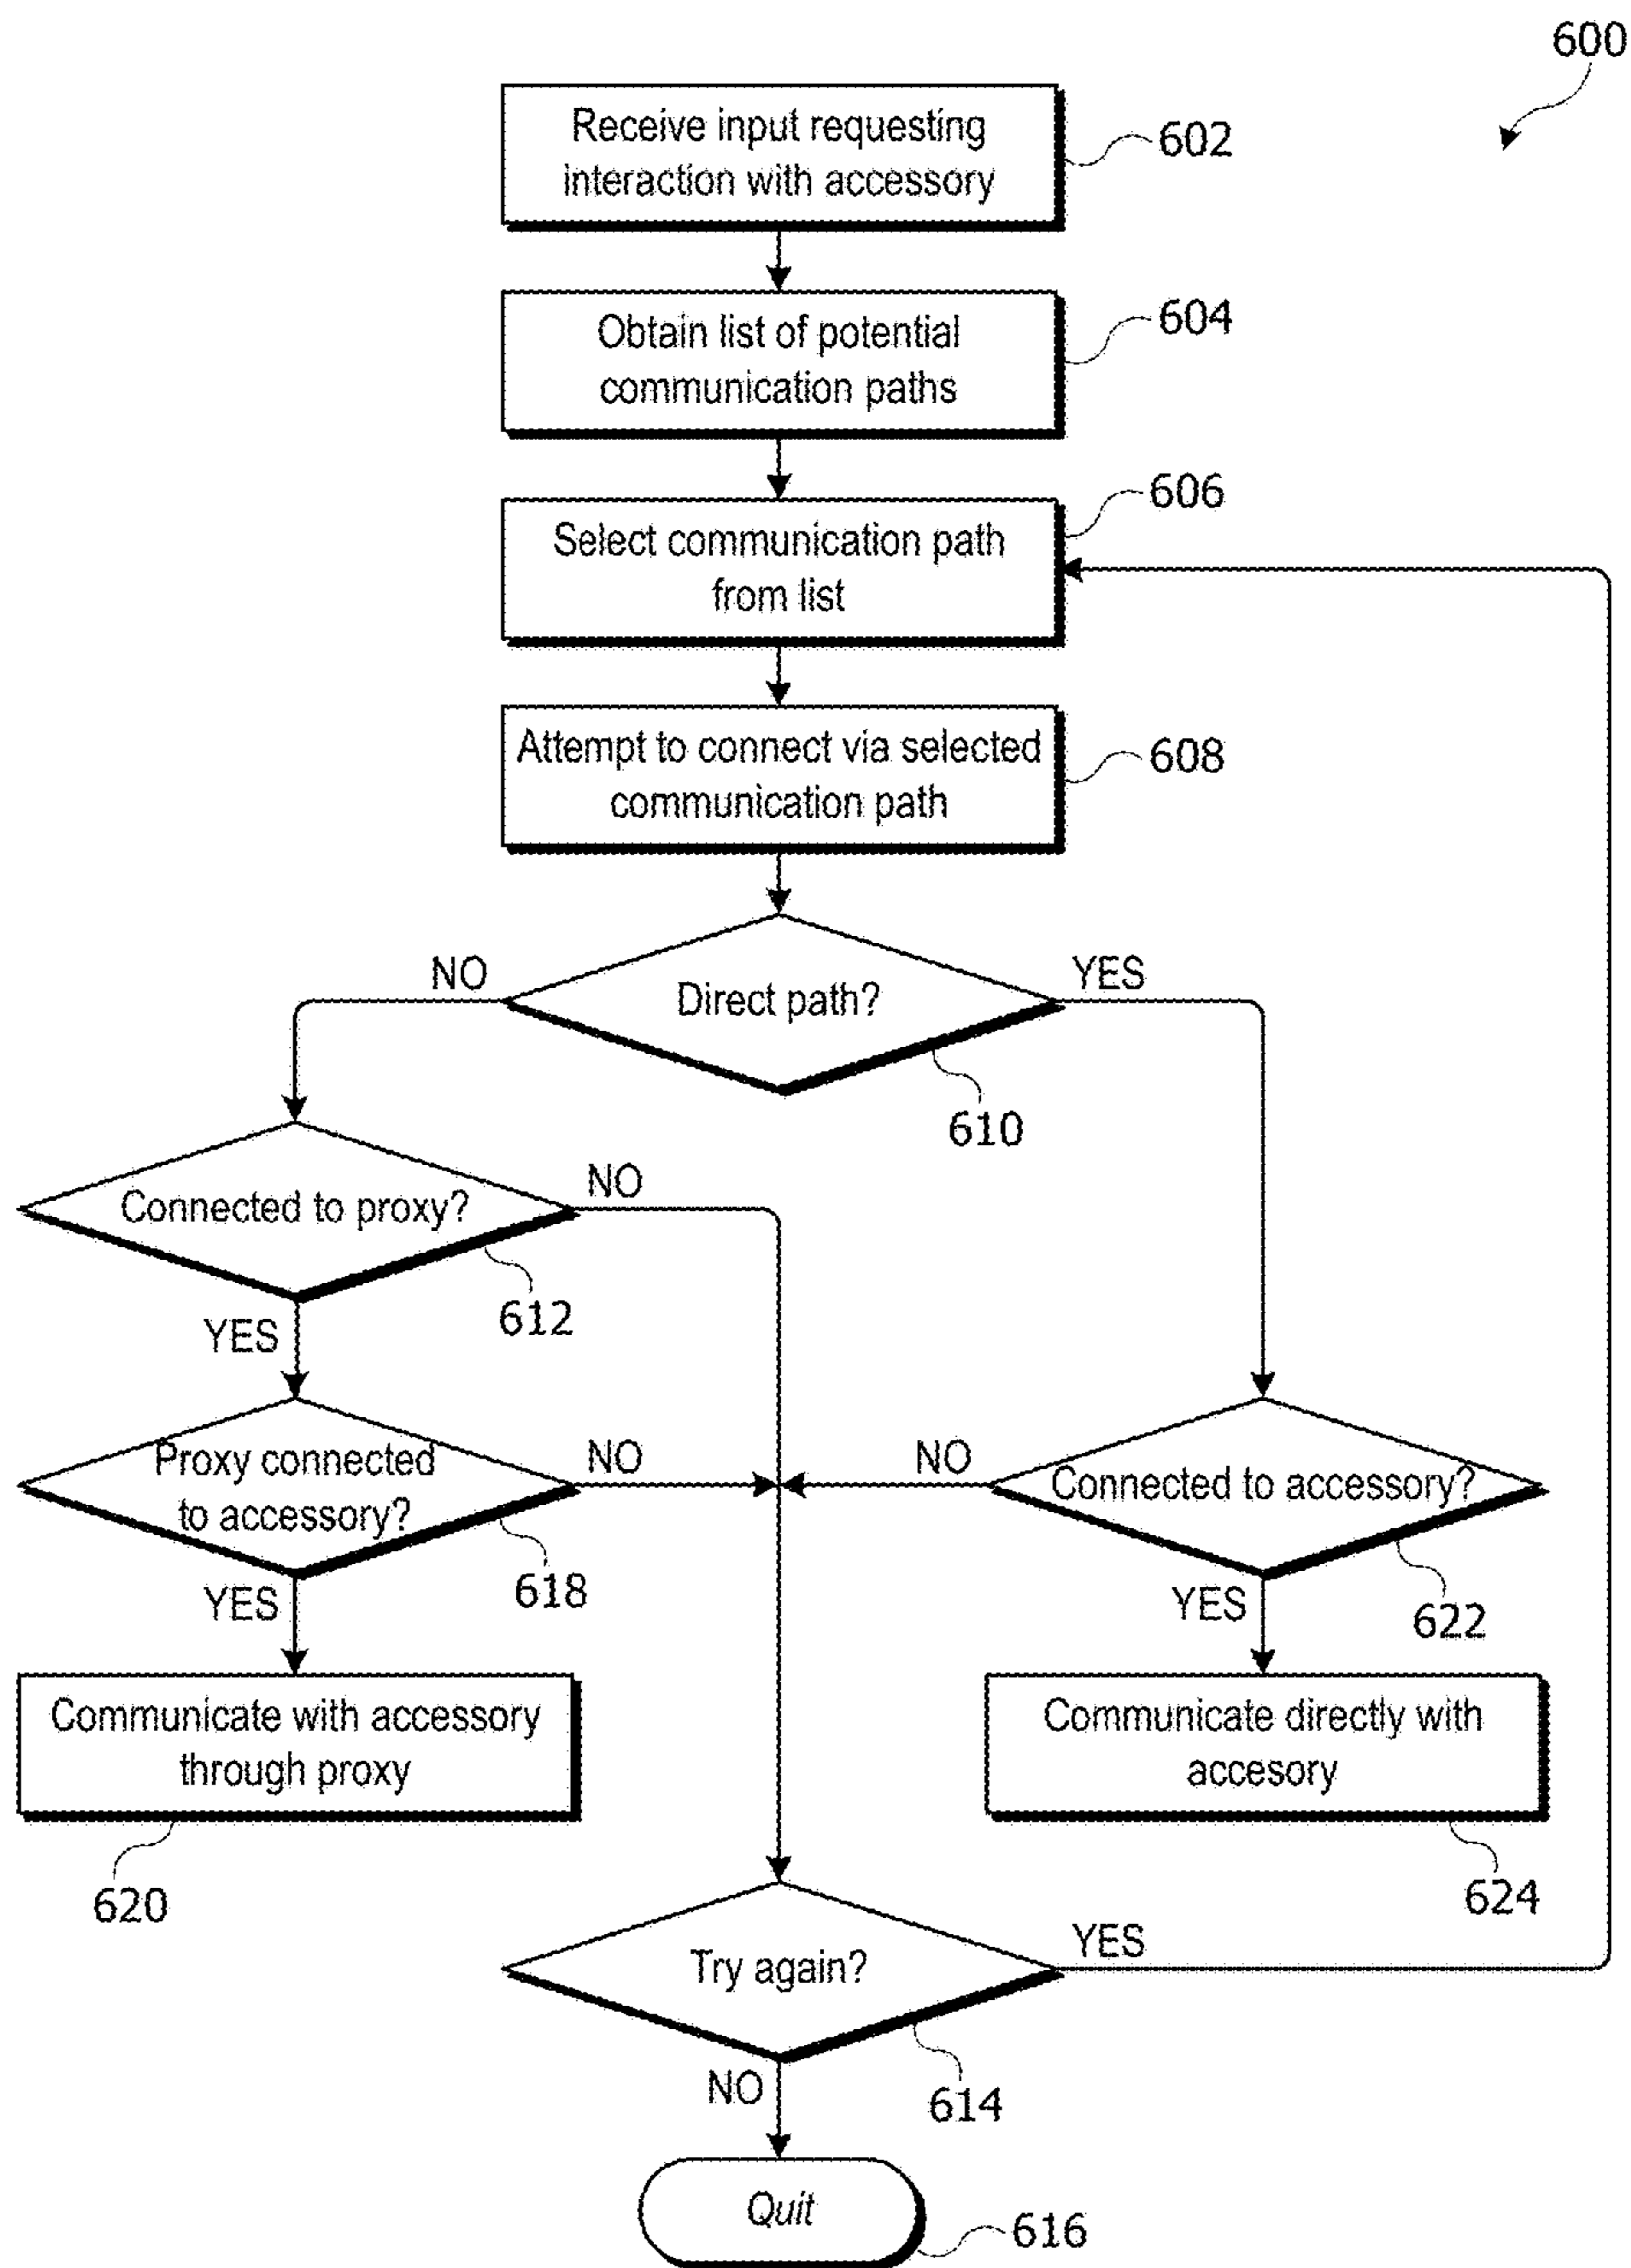 600
Receive input requesting
interaction with accessory
602
Obtain list of potential
communication paths
604
Select communication path
from list
606
Attempt to connect via selected
communication path
608
NO
YES
Direct path?
610
Connected to proxy?
NO
612
YES
Proxy connected
to accessory?
NO
618
NO
Connected to accessory?
622
YES
YES
Communicate with accessory
through proxy
620
Communicate directly with
accesory
624
Try again?
YES
614
NO
Quit
616